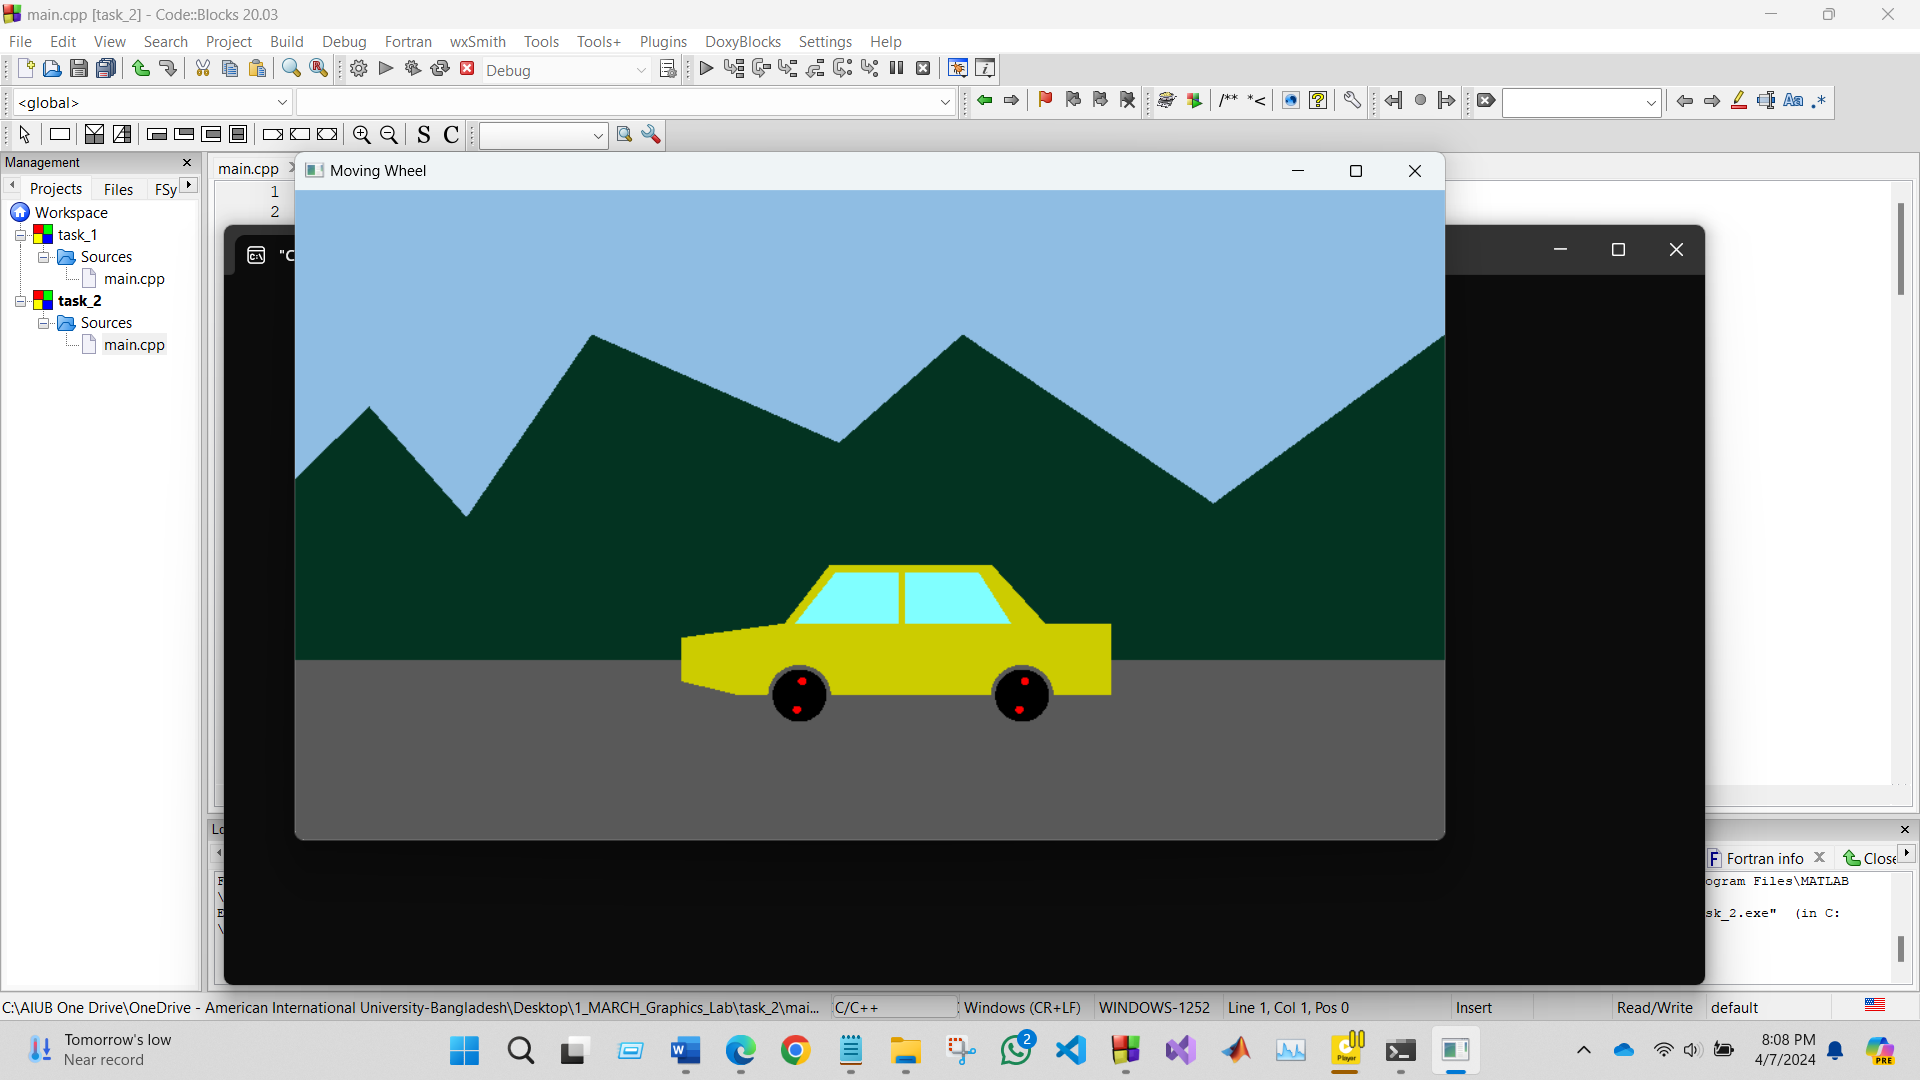 main.cpp [task_2] - Code::Blocks 20.03
File Edit View Search Project Build Debug Fortran wxSmith Tools Tools+ Plugins DoxyBlocks Settings Help
Debug
<global>
/** *<
Aa .*
S C
Management
Projects Files FSy
main.cpp
1
2
Moving Wheel
Workspace
task_1
Sources
main.cpp
task_2
Sources
main.cpp
"C
Lo
Fortran info
Close
ogram Files\MATLAB
sk_2.exe" (in C:
C:\AIUB One Drive\OneDrive - American International University-Bangladesh\Desktop\1_MARCH_Graphics_Lab\task_2\mai... C/C++ Windows (CR+LF) WINDOWS-1252 Line 1, Col 1, Pos 0 Insert Read/Write default
Tomorrow's low
Near record
2
Player
8:08 PM
4/7/2024
PRE